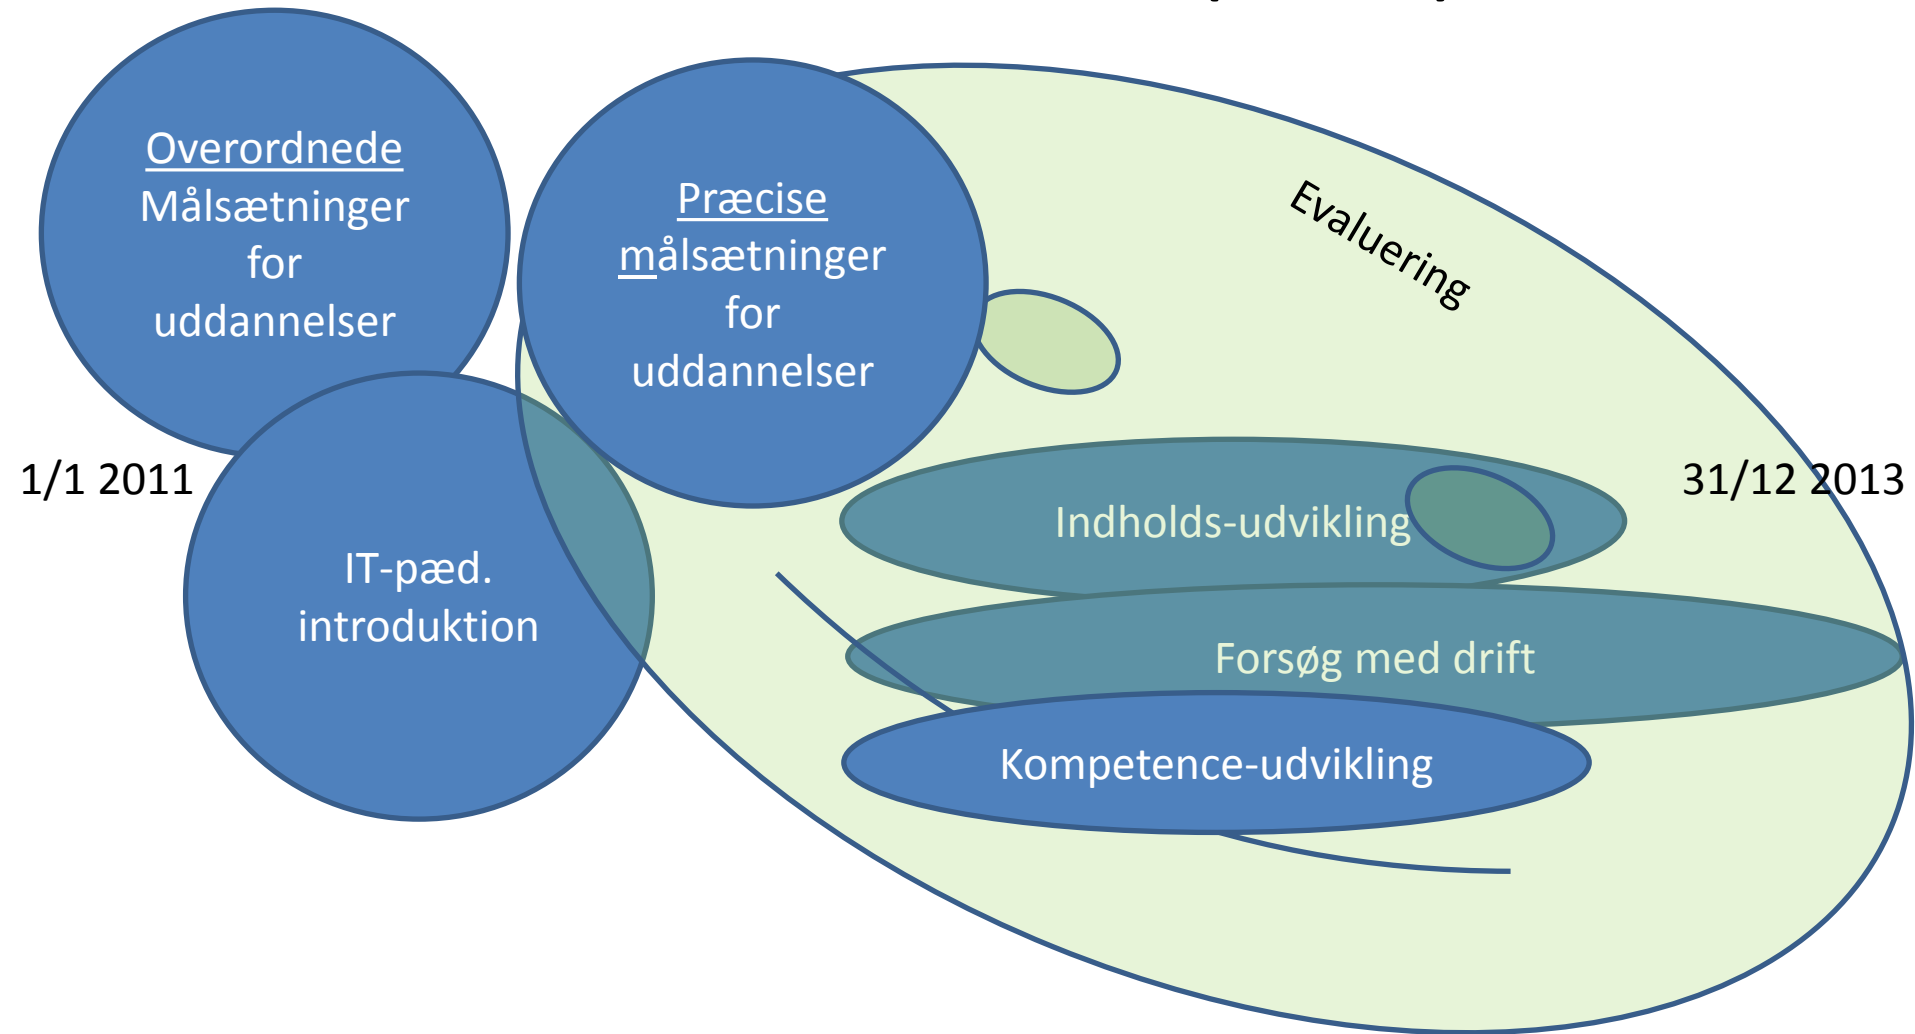 Overordnede
Målsætninger
for
uddannelser
Præcise
målsætninger
for
uddannelser
Evaluering
1/1 2011
31/12 2013
Indholds-udvikling
IT-pæd.
introduktion
Forsøg med drift
Kompetence-udvikling